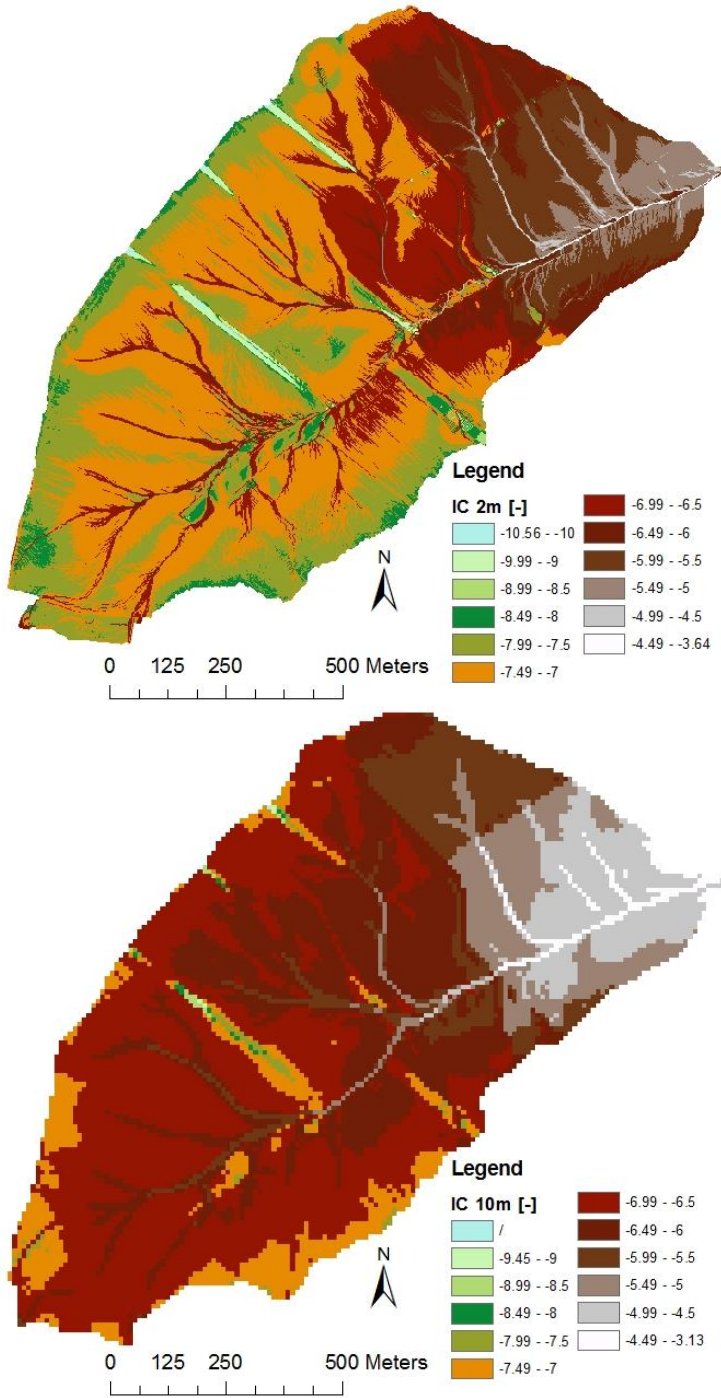 Legend
IC 2m [-]
-10.56 - -10
-9.99 - -9
-8.99 - -8.5
-8.49 - -8
-7.99 - -7.5
-7.49 - -7
-6.99 - -6.5
-6.49 - -6
-5.99 - -5.5
-5.49 - -5
-4.99 - -4.5
-4.49 - -3.64
N
0 125 250 500 Meters
Legend
IC 10m [-]
/
-9.45 - -9
-8.99 - -8.5
-8.49 - -8
-7.99 - -7.5
-7.49 - -7
-6.99 - -6.5
-6.49 - -6
-5.99 - -5.5
-5.49 - -5
-4.99 - -4.5
-4.49 - -3.13
N
0 125 250 500 Meters